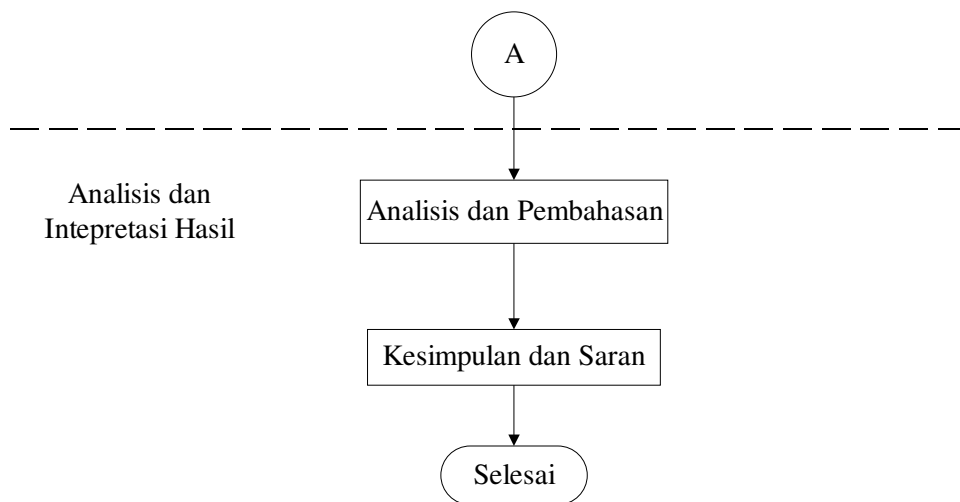 A
Analisis dan
Intepretasi Hasil
Analisis dan Pembahasan
Kesimpulan dan Saran
Selesai